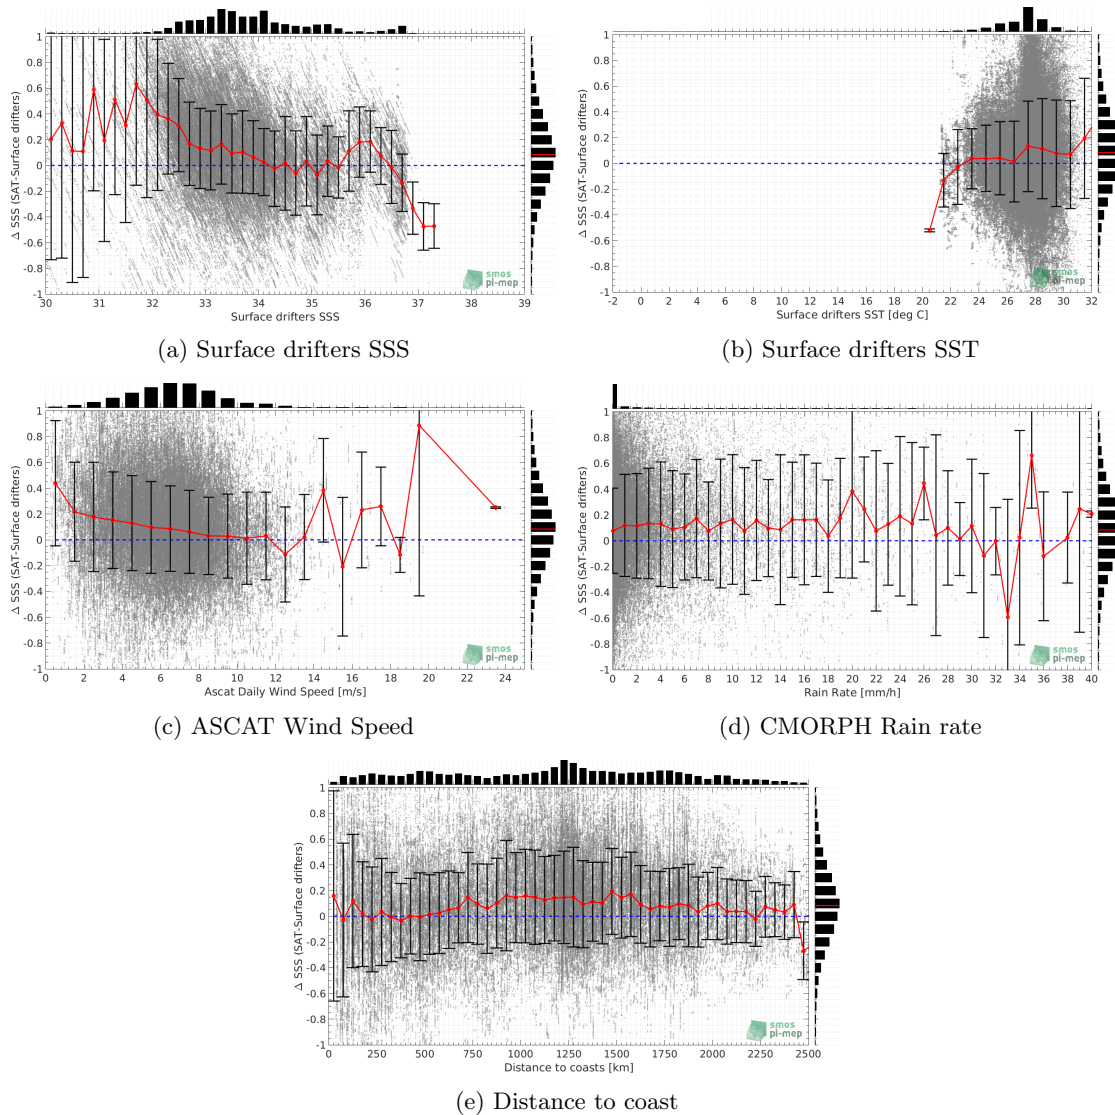 1
0.8
0.6
0.4
0.2
0
-0.2
-0.4
-0.6
-0.8
-1
Δ SSS (SAT-Surface drifters)
30 31 32 33 34 35 36 37 38 39
Surface drifters SSS
smos
pi-mep
(a) Surface drifters SSS
1
0.8
0.6
0.4
0.2
0
-0.2
-0.4
-0.6
-0.8
-1
Δ SSS (SAT-Surface drifters)
-2 0 2 4 6 8 10 12 14 16 18 20 22 24 26 28 30 32
Surface drifters SST [deg C]
smos
pi-mep
(b) Surface drifters SST
1
0.8
0.6
0.4
0.2
0
-0.2
-0.4
-0.6
-0.8
-1
Δ SSS (SAT-Surface drifters)
0 2 4 6 8 10 12 14 16 18 20 22 24
Ascat Daily Wind Speed [m/s]
smos
pi-mep
(c) ASCAT Wind Speed
1
0.8
0.6
0.4
0.2
0
-0.2
-0.4
-0.6
-0.8
-1
Δ SSS (SAT-Surface drifters)
0 2 4 6 8 10 12 14 16 18 20 22 24 26 28 30 32 34 36 38 40
Rain Rate [mm/h]
smos
pi-mep
(d) CMORPH Rain rate
1
0.8
0.6
0.4
0.2
0
-0.2
-0.4
-0.6
-0.8
-1
Δ SSS (SAT-Surface drifters)
0 250 500 750 1000 1250 1500 1750 2000 2250 2500
Distance to coasts [km]
smos
pi-mep
(e) Distance to coast